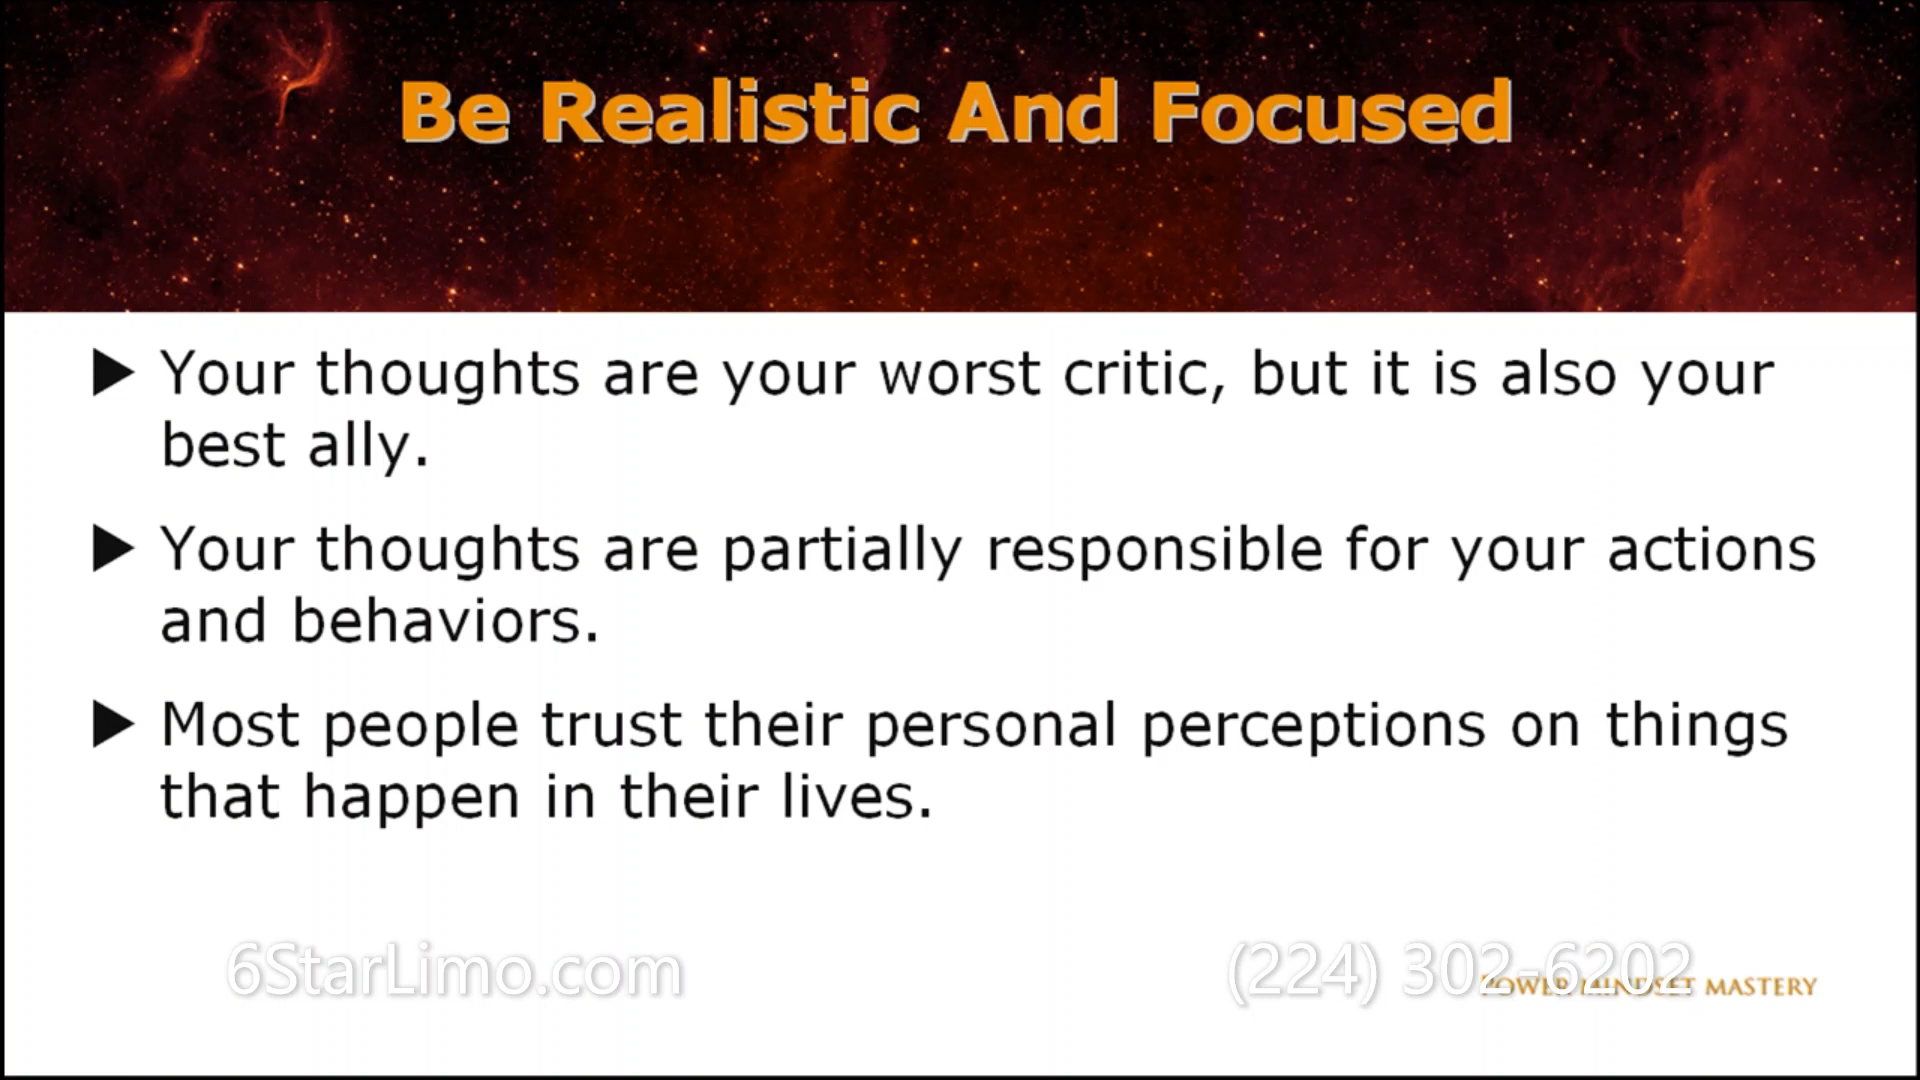 Be Realistic And Focused
▶ Your thoughts are your worst critic, but it is also your
best ally.
▶ Your thoughts are partially responsible for your actions
and behaviors.
▶ Most people trust their personal perceptions on things
that happen in their lives.
6StarLimo.com
(224) 302-6202
POWER MINDSET MASTERY